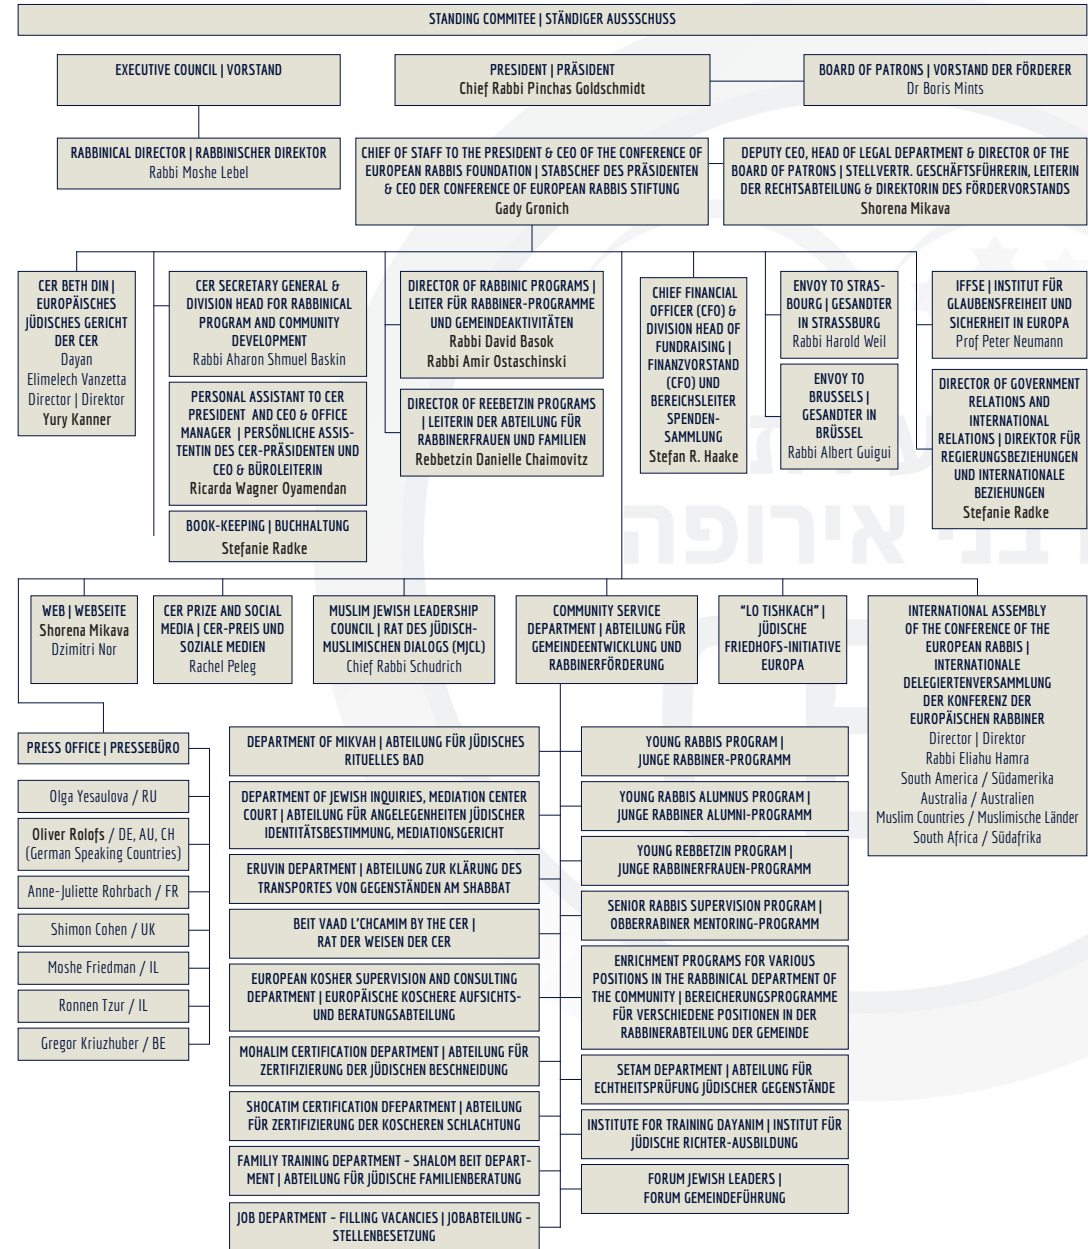 STANDING COMMITEE | STÄNDIGER AUSSSCHUSS
EXECUTIVE COUNCIL | VORSTAND
PRESIDENT | PRÄSIDENT
Chief Rabbi Pinchas Goldschmidt
BOARD OF PATRONS | VORSTAND DER FÖRDERER
Dr Boris Mints
RABBINICAL DIRECTOR | RABBINISCHER DIREKTOR
Rabbi Moshe Lebel
CHIEF OF STAFF TO THE PRESIDENT & CEO OF THE CONFERENCE OF
EUROPEAN RABBIS FOUNDATION | STABSCHEF DES PRÄSIDENTEN
& CEO DER CONFERENCE OF EUROPEAN RABBIS STIFTUNG
Gady Gronich
DEPUTY CEO, HEAD OF LEGAL DEPARTMENT & DIRECTOR OF THE
BOARD OF PATRONS | STELLVERTR. GESCHÄFTSFÜHRERIN, LEITERIN
DER RECHTSABTEILUNG & DIREKTORIN DES FÖRDERVORSTANDS
Shorena Mikava
CER BETH DIN |
EUROPÄISCHES
JÜDISCHES GERICHT
DER CER
Dayan
Elimelech Vanzetta
Director | Direktor
Yury Kanner
CER SECRETARY GENERAL &
DIVISION HEAD FOR RABBINICAL
PROGRAM AND COMMUNITY
DEVELOPMENT
Rabbi Aharon Shmuel Baskin
PERSONAL ASSISTANT TO CER
PRESIDENT AND CEO & OFFICE
MANAGER | PERSÖNLICHE ASSIS-
TENTIN DES CER-PRÄSIDENTEN UND
CEO & BÜROLEITERIN
Ricarda Wagner Oyamendan
BOOK-KEEPING | BUCHHALTUNG
Stefanie Radke
DIRECTOR OF RABBINIC PROGRAMS |
LEITER FÜR RABBINER-PROGRAMME
UND GEMEINDEAKTIVITÄTEN
Rabbi David Basok
Rabbi Amir Ostaschinski
DIRECTOR OF REEBETZIN PROGRAMS
| LEITERIN DER ABTEILUNG FÜR
RABBINERFRAUEN UND FAMILIEN
Rebbetzin Danielle Chaimovitz
CHIEF FINANCIAL
OFFICER (CFO) &
DIVISION HEAD OF
FUNDRAISING |
FINANZVORSTAND
(CFO) UND
BEREICHSLEITER
SPENDEN-
SAMMLUNG
Stefan R. Haake
ENVOY TO STRAS-
BOURG | GESANDTER
IN STRASSBURG
Rabbi Harold Weil
ENVOY TO
BRUSSELS |
GESANDTER IN
BRÜSSEL
Rabbi Albert Guigui
IFFSE | INSTITUT FÜR
GLAUBENSFREIHEIT UND
SICHERHEIT IN EUROPA
Prof Peter Neumann
DIRECTOR OF GOVERNMENT
RELATIONS AND
INTERNATIONAL
RELATIONS | DIREKTOR FÜR
REGIERUNGSBEZIEHUNGEN
UND INTERNATIONALE
BEZIEHUNGEN
Stefanie Radke
רבני אירופה
WEB | WEBSEITE
Shorena Mikava
Dzimitri Nor
CER PRIZE AND SOCIAL
MEDIA | CER-PREIS UND
SOZIALE MEDIEN
Rachel Peleg
MUSLIM JEWISH LEADERSHIP
COUNCIL | RAT DES JÜDISCH-
MUSLIMISCHEN DIALOGS (MJCL)
Chief Rabbi Schudrich
COMMUNITY SERVICE
DEPARTMENT | ABTEILUNG FÜR
GEMEINDEENTWICKLUNG UND
RABBINERFÖRDERUNG
"LO TISHKACH" |
JÜDISCHE
FRIEDHOFS-INITIATIVE
EUROPA
INTERNATIONAL ASSEMBLY
OF THE CONFERENCE OF THE
EUROPEAN RABBIS |
INTERNATIONALE
DELEGIERTENVERSAMMLUNG
DER KONFERENZ DER
EUROPÄISCHEN RABBINER
Director | Direktor
Rabbi Eliahu Hamra
South America / Südamerika
Australia / Australien
Muslim Countries / Muslimische Länder
South Africa / Südafrika
PRESS OFFICE | PRESSEBÜRO
Olga Yesaulova / RU
Oliver Rolofs / DE, AU, CH
(German Speaking Countries)
Anne-Juliette Rohrbach / FR
Shimon Cohen / UK
Moshe Friedman / IL
Ronnen Tzur / IL
Gregor Kriuzhuber / BE
DEPARTMENT OF MIKVAH | ABTEILUNG FÜR JÜDISCHES
RITUELLES BAD
DEPARTMENT OF JEWISH INQUIRIES, MEDIATION CENTER
COURT | ABTEILUNG FÜR ANGELEGENHEITEN JÜDISCHER
IDENTITÄTSBESTIMMUNG, MEDIATIONSGERICHT
ERUVIN DEPARTMENT | ABTEILUNG ZUR KLÄRUNG DES
TRANSPORTES VON GEGENSTÄNDEN AM SHABBAT
BEIT VAAD L'CHCAMIM BY THE CER |
RAT DER WEISEN DER CER
EUROPEAN KOSHER SUPERVISION AND CONSULTING
DEPARTMENT | EUROPÄISCHE KOSCHERE AUFSICHTS-
UND BERATUNGSABTEILUNG
MOHALIM CERTIFICATION DEPARTMENT | ABTEILUNG FÜR
ZERTIFIZIERUNG DER JÜDISCHEN BESCHNEIDUNG
SHOCATIM CERTIFICATION DFEPARTMENT | ABTEILUNG
FÜR ZERTIFIZIERUNG DER KOSCHEREN SCHLACHTUNG
FAMILIY TRAINING DEPARTMENT – SHALOM BEIT DEPART-
MENT | ABTEILUNG FÜR JÜDISCHE FAMILIENBERATUNG
JOB DEPARTMENT – FILLING VACANCIES | JOBABTEILUNG –
STELLENBESETZUNG
YOUNG RABBIS PROGRAM |
JUNGE RABBINER-PROGRAMM
YOUNG RABBIS ALUMNUS PROGRAM |
JUNGE RABBINER ALUMNI-PROGRAMM
YOUNG REBBETZIN PROGRAM |
JUNGE RABBINERFRAUEN-PROGRAMM
SENIOR RABBIS SUPERVISION PROGRAM |
OBBERRABINER MENTORING-PROGRAMM
ENRICHMENT PROGRAMS FOR VARIOUS
POSITIONS IN THE RABBINICAL DEPARTMENT OF
THE COMMUNITY | BEREICHERUNGSPROGRAMME
FÜR VERSCHIEDENE POSITIONEN IN DER
RABBINERABTEILUNG DER GEMEINDE
SETAM DEPARTMENT | ABTEILUNG FÜR
ECHTHEITSPRÜFUNG JÜDISCHER GEGENSTÄNDE
INSTITUTE FOR TRAINING DAYANIM | INSTITUT FÜR
JÜDISCHE RICHTER-AUSBILDUNG
FORUM JEWISH LEADERS |
FORUM GEMEINDEFÜHRUNG